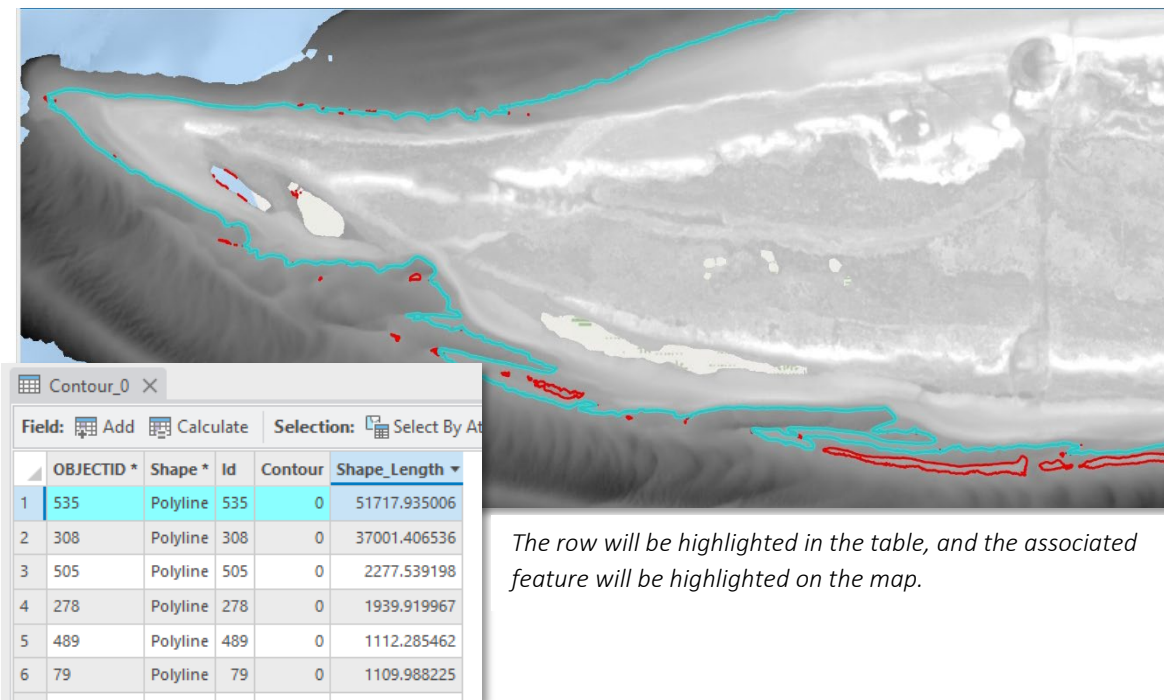 Contour_0
Field: Add Calculate Selection: Select By At
OBJECTID * Shape * Id Contour Shape_Length
1 535 Polyline 535 0 51717.935006
2 308 Polyline 308 0 37001.406536
3 505 Polyline 505 0 2277.539198
4 278 Polyline 278 0 1939.919967
5 489 Polyline 489 0 1112.285462
6 79 Polyline 79 0 1109.988225
The row will be highlighted in the table, and the associated
feature will be highlighted on the map.